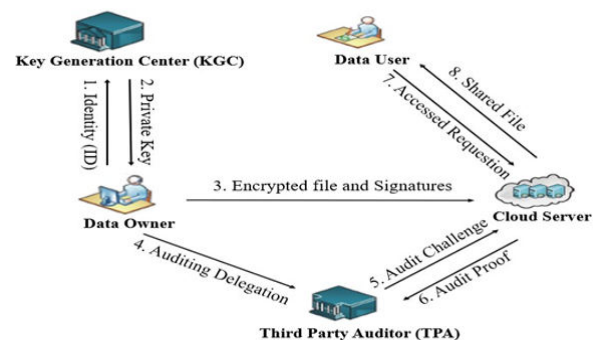 Key Generation Center (KGC)
Data User
1. Identity (ID)
2. Private Key
8. Shared File
7. Accessed Requestion
3. Encrypted file and Signatures
Data Owner
Cloud Server
4. Auditing Delegation
5. Audit Challenge
6. Audit Proof
Third Party Auditor (TPA)